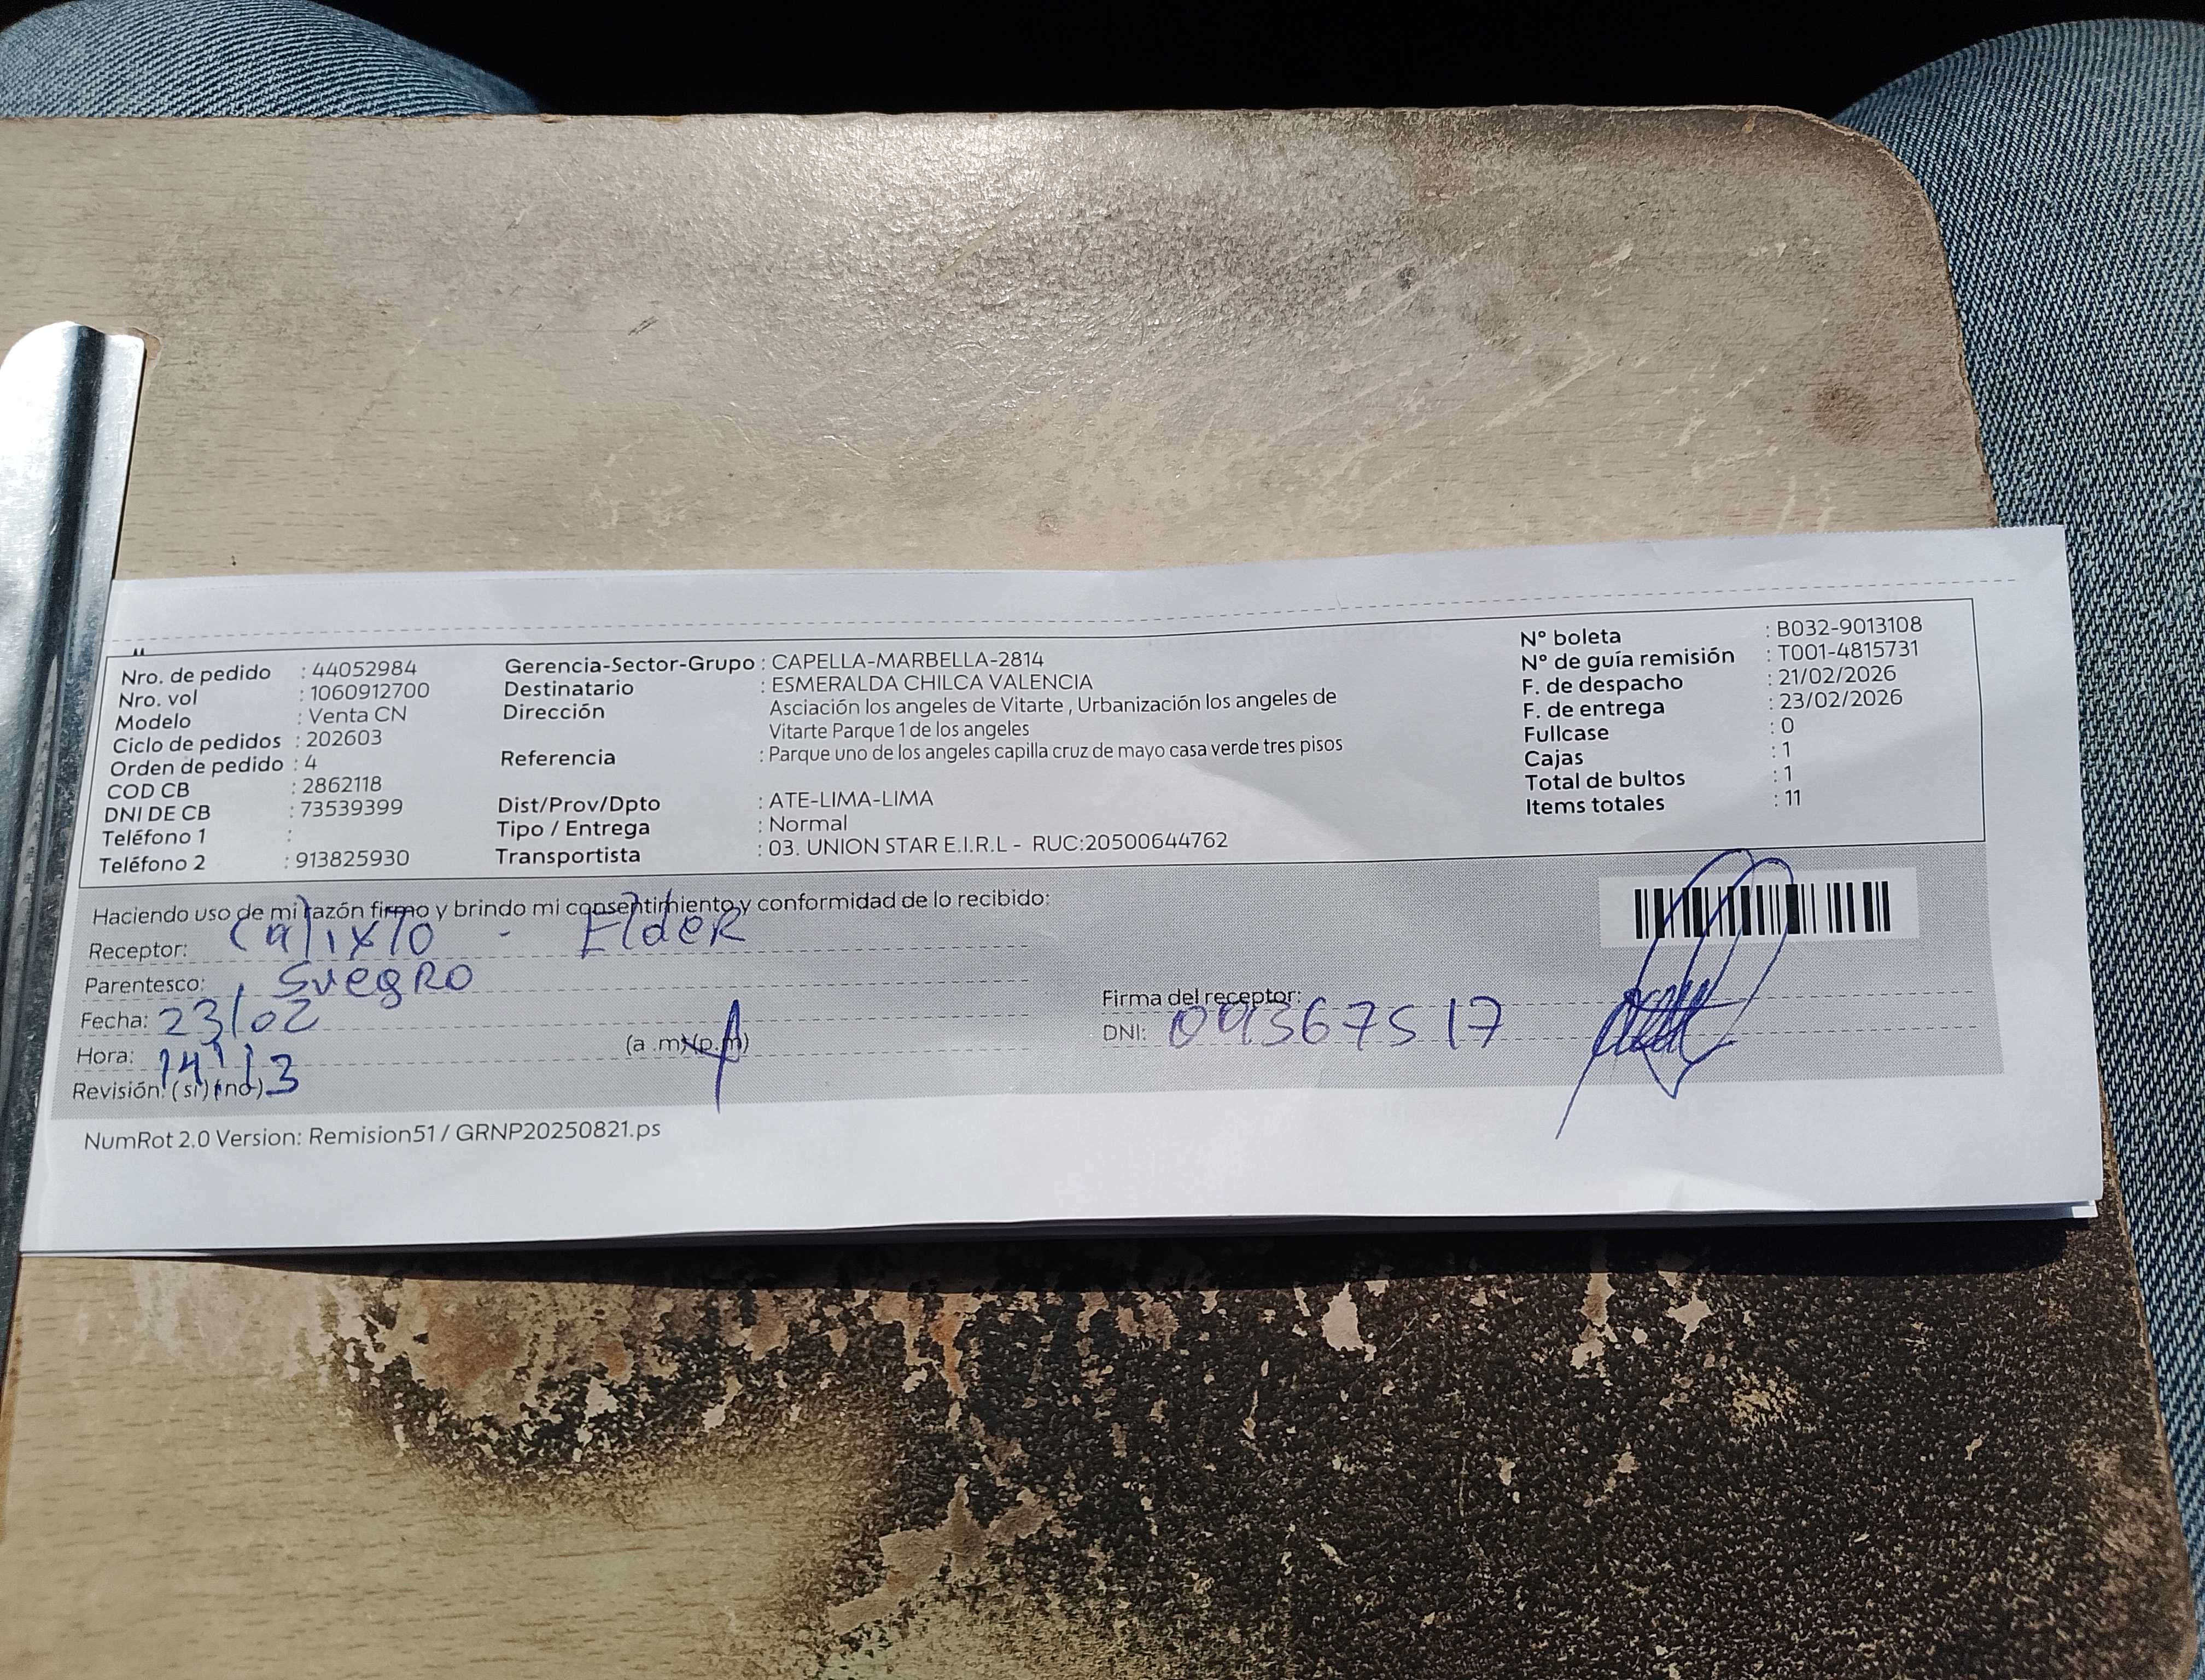 Nro. de pedido : 44052984
Nro. vol : 1060912700
Modelo : Venta CN
Ciclo de pedidos : 202603
Orden de pedido : 4
COD CB : 2862118
DNI DE CB : 73539399
Teléfono 1 :
Teléfono 2 : 913825930
Gerencia-Sector-Grupo : CAPELLA-MARBELLA-2814
Destinatario : ESMERALDA CHILCA VALENCIA
Dirección Asciación los angeles de Vitarte , Urbanización los angeles de
Vitarte Parque 1 de los angeles
Referencia : Parque uno de los angeles capilla cruz de mayo casa verde tres pisos
Dist/Prov/Dpto : ATE-LIMA-LIMA
Tipo / Entrega : Normal
Transportista : 03. UNION STAR E.I.R.L - RUC:20500644762
N° boleta : B032-9013108
N° de guía remisión : T001-4815731
F. de despacho : 21/02/2026
F. de entrega : 23/02/2026
Fullcase : 0
Cajas : 1
Total de bultos : 1
Items totales : 11
Haciendo uso de mi razón firmo y brindo mi consentimiento y conformidad de lo recibido:
Receptor: Calixto - Elder
Parentesco: Suegro
Fecha: 23/02
Hora: 14:13 (a .m)(p.m)
Revisión: (si) (no)
Firma del receptor:
DNI: 09367517
NumRot 2.0 Version: Remision51 / GRNP20250821.ps